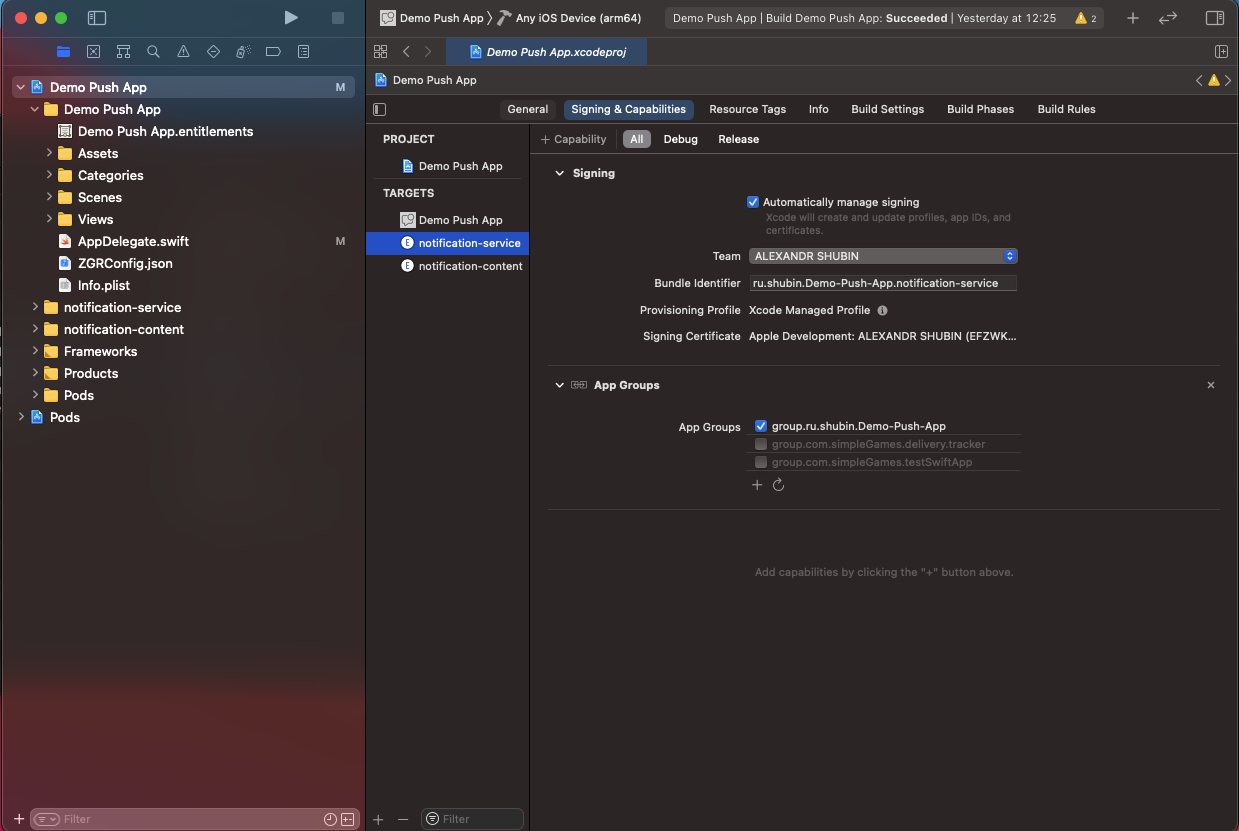 Demo Push App
Any iOS Device (arm64)
Demo Push App | Build Demo Push App: Succeeded | Yesterday at 12:25
2
Demo Push App.xcodeproj
Demo Push App
Demo Push App M
Demo Push App
Demo Push App.entitlements
Assets
Categories
Scenes
Views
AppDelegate.swift M
ZGRConfig.json
Info.plist
notification-service
notification-content
Frameworks
Products
Pods
Pods
Filter
General Signing & Capabilities Resource Tags Info Build Settings Build Phases Build Rules
PROJECT
Demo Push App
TARGETS
Demo Push App
E notification-service
E notification-content
Filter
+ Capability All Debug Release
Signing
Automatically manage signing
Xcode will create and update profiles, app IDs, and
certificates.
Team ALEXANDR SHUBIN
Bundle Identifier ru.shubin.Demo-Push-App.notification-service
Provisioning Profile Xcode Managed Profile
Signing Certificate Apple Development: ALEXANDR SHUBIN (EFZWK...
App Groups
App Groups group.ru.shubin.Demo-Push-App
group.com.simpleGames.delivery.tracker
group.com.simpleGames.testSwiftApp
Add capabilities by clicking the "+" button above.